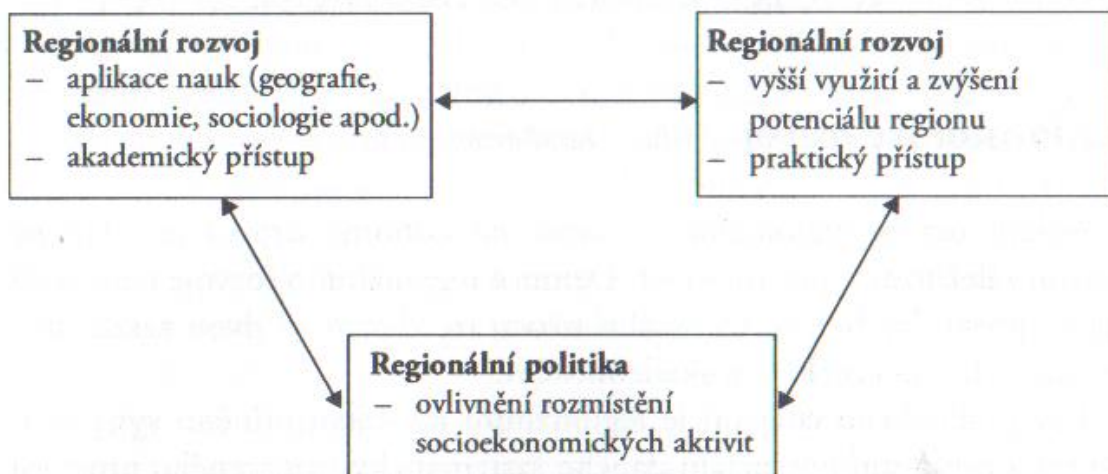 Regionální rozvoj
– aplikace nauk (geografie,
ekonomie, sociologie apod.)
– akademický přístup
Regionální rozvoj
– vyšší využití a zvýšení
potenciálu regionu
– praktický přístup
Regionální politika
– ovlivnění rozmístění
socioekonomických aktivit